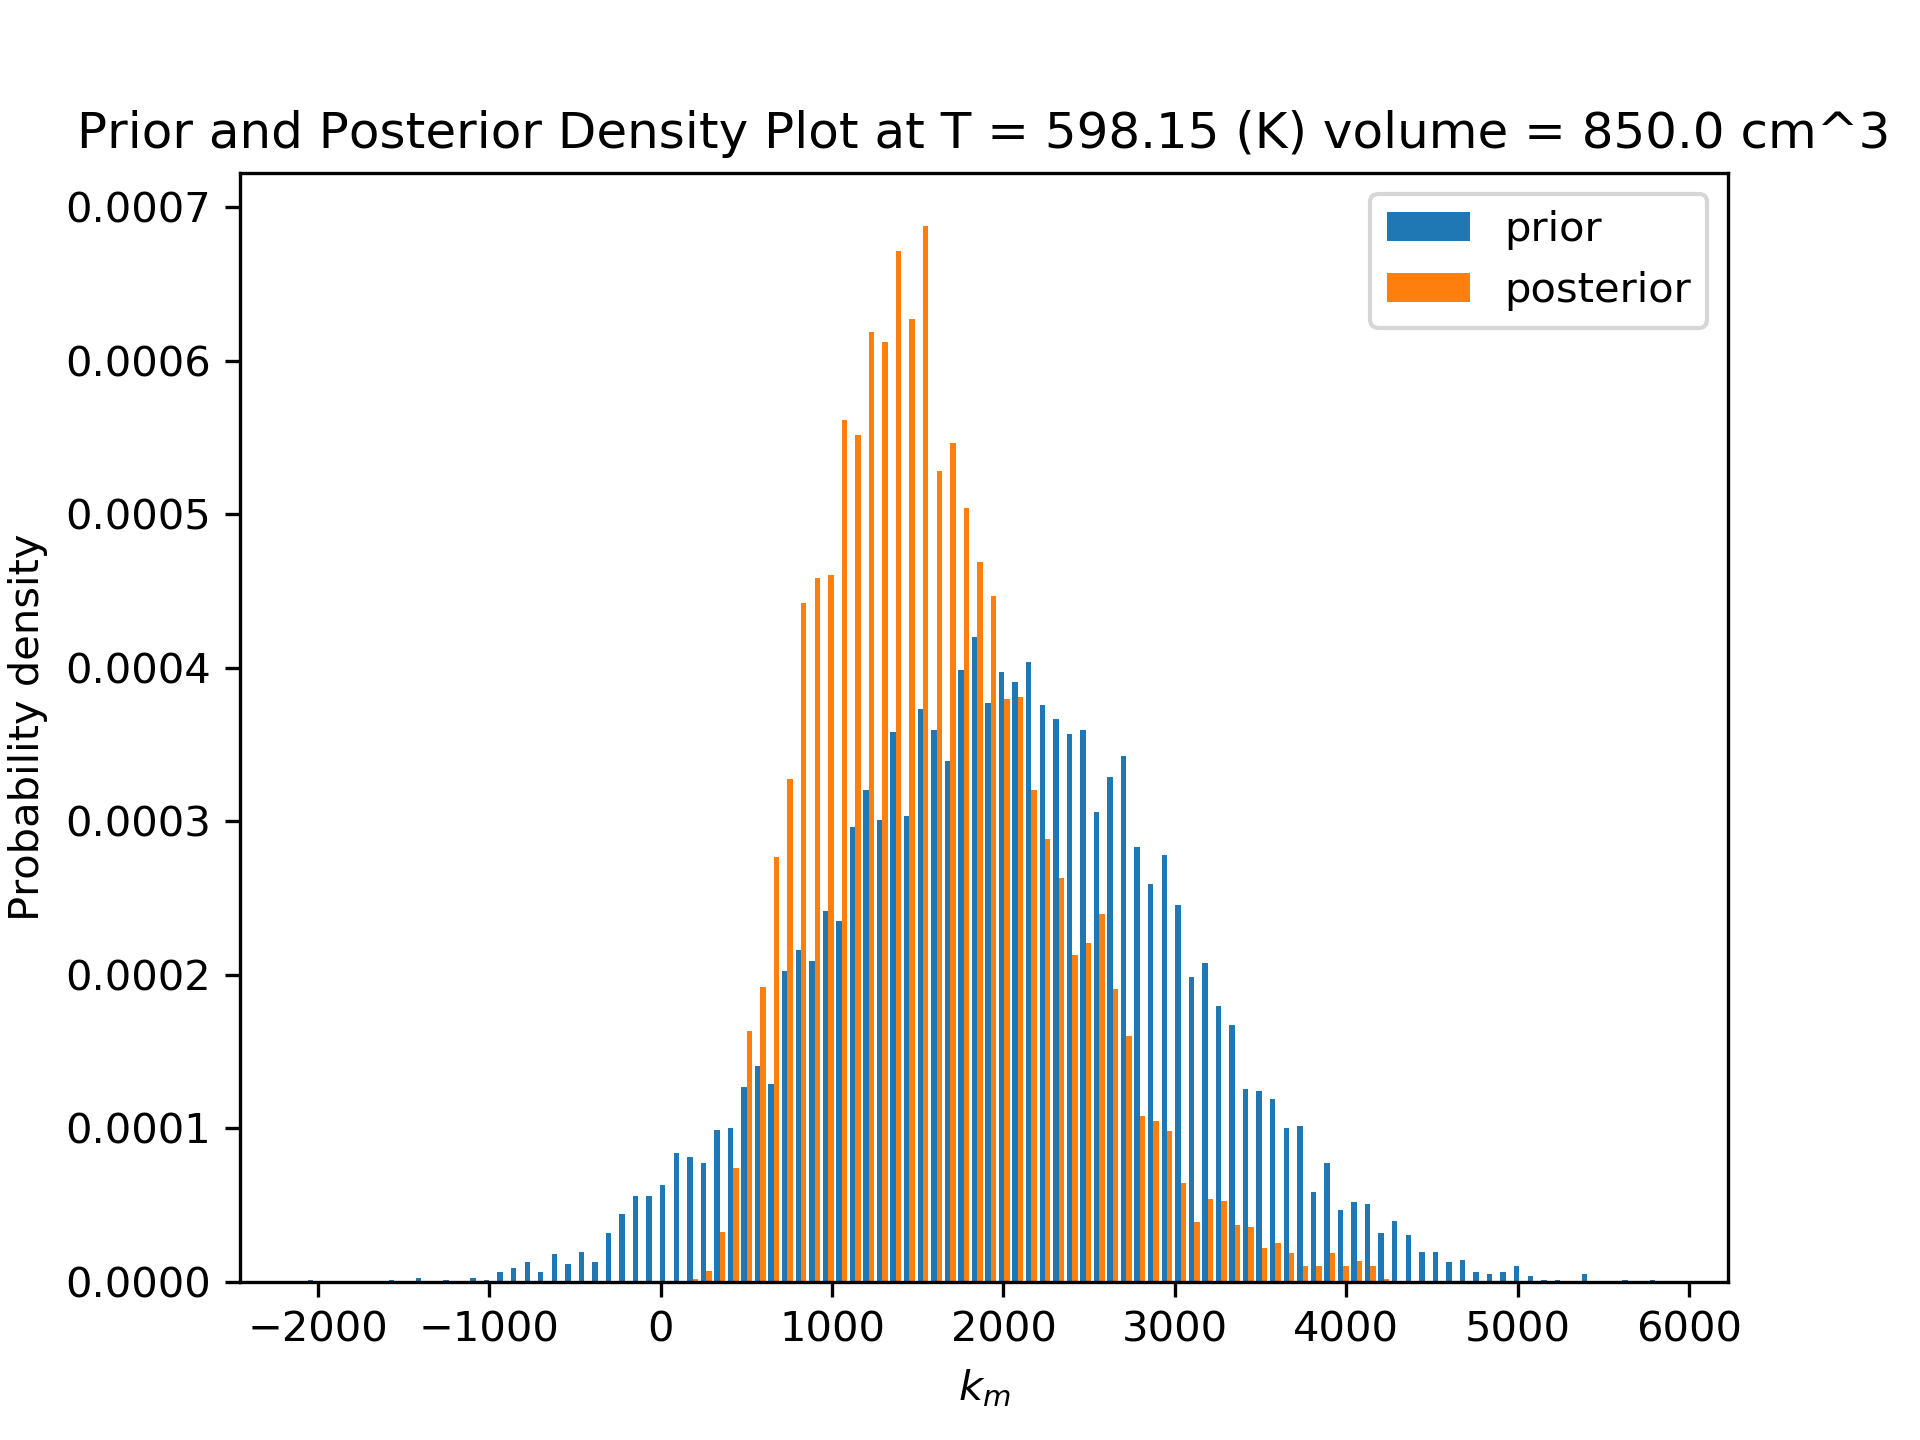 Prior and Posterior Density Plot at T = 598.15 (K) volume = 850.0 cm^3
prior
posterior
Probability density
0.0007
0.0006
0.0005
0.0004
0.0003
0.0002
0.0001
0.0000
−2000 −1000 0 1000 2000 3000 4000 5000 6000
k_m